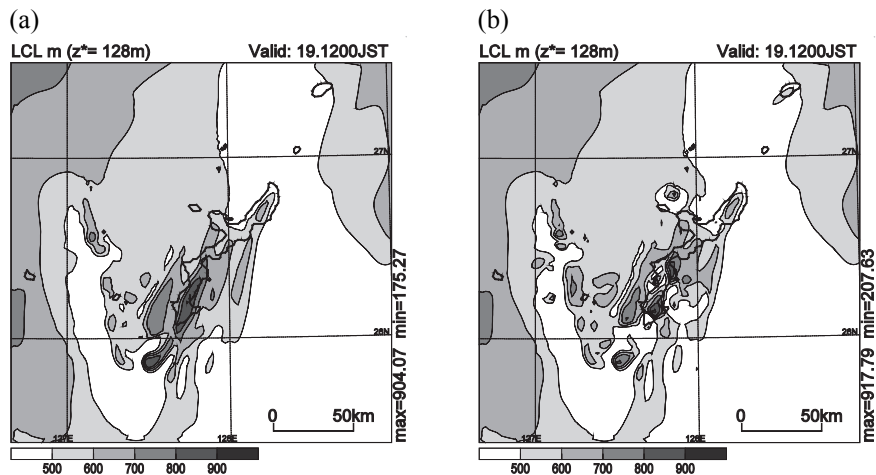 (a)
LCL m (z*= 128m) Valid: 19.1200JST
27N
26N
127E
128E
0 50km
max=904.07 min=175.27
500 600 700 800 900
(b)
LCL m (z*= 128m) Valid: 19.1200JST
27N
26N
127E
128E
0 50km
max=917.79 min=207.63
500 600 700 800 900